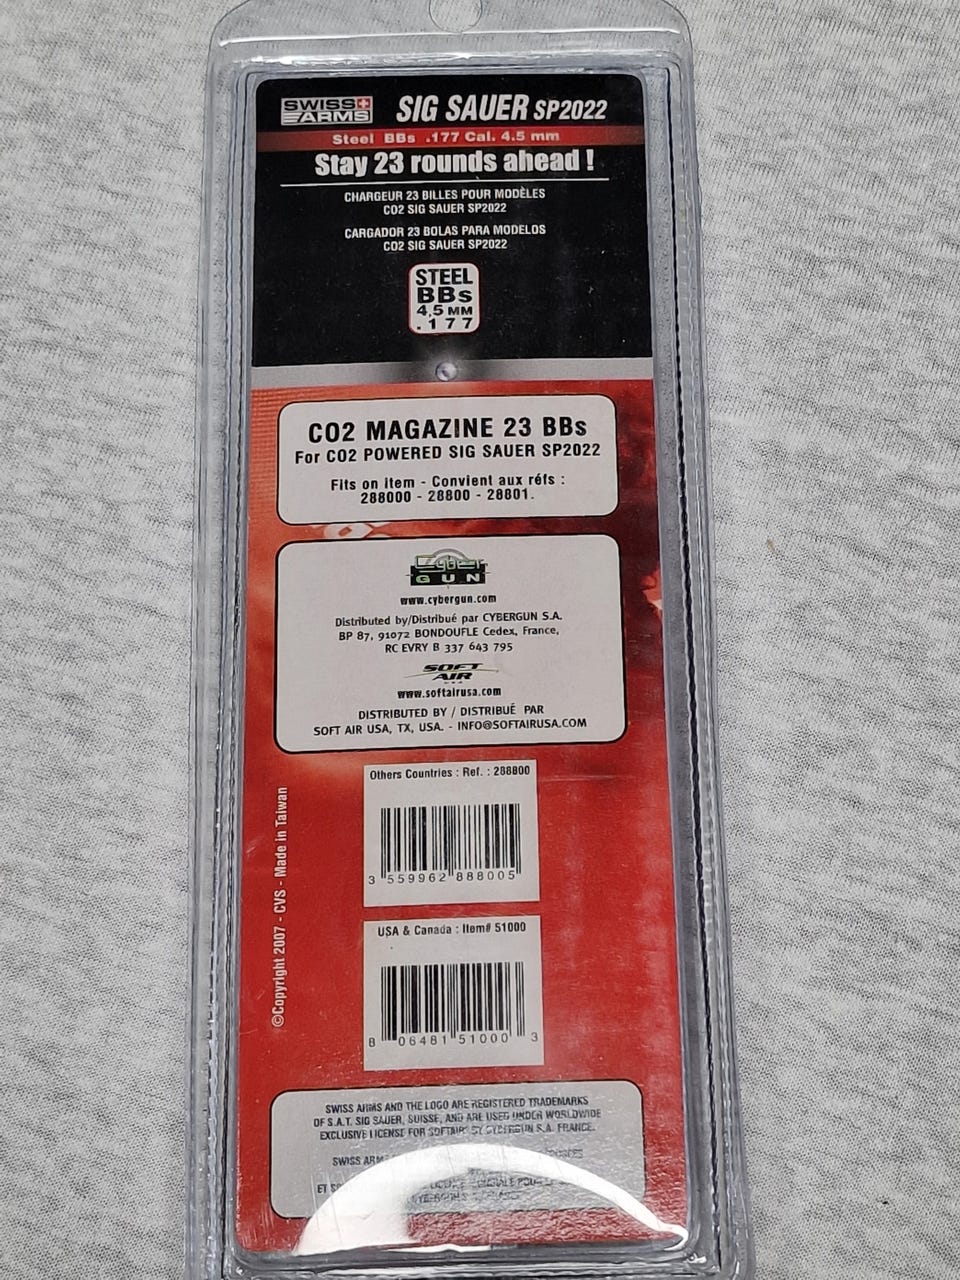 SWISS ARMS
SIG SAUER SP2022
Steel BBs .177 Cal. 4.5 mm
Stay 23 rounds ahead !
CHARGEUR 23 BILLES POUR MODÈLES
CO2 SIG SAUER SP2022
CARGADOR 23 BOLAS PARA MODELOS
CO2 SIG SAUER SP2022
STEEL
BBs
4,5 MM
.177
CO2 MAGAZINE 23 BBs
For CO2 POWERED SIG SAUER SP2022
Fits on item - Convient aux réfs :
288000 - 28800 - 28801.
Cyber
GUN
www.cybergun.com
Distributed by/Distribué par CYBERGUN S.A.
BP 87, 91072 BONDOUFLE Cedex, France,
RC EVRY B 337 643 795
SOFT
AIR
www.softairusa.com
DISTRIBUTED BY / DISTRIBUÉ PAR
SOFT AIR USA, TX, USA. - INFO@SOFTAIRUSA.COM
Others Countries : Ref. : 288800
3 559962 888005
USA & Canada : Item# 51000
8 06481 51000 3
©Copyright 2007 - CVS - Made in Taiwan
SWISS ARMS AND THE LOGO ARE REGISTERED TRADEMARKS
OF S.A.T. SIG SAUER, SUISSE, AND ARE USED UNDER WORLDWIDE
EXCLUSIVE LICENSE FOR SOFTAIR BY CYBERGUN S.A. FRANCE.
SWISS
ET